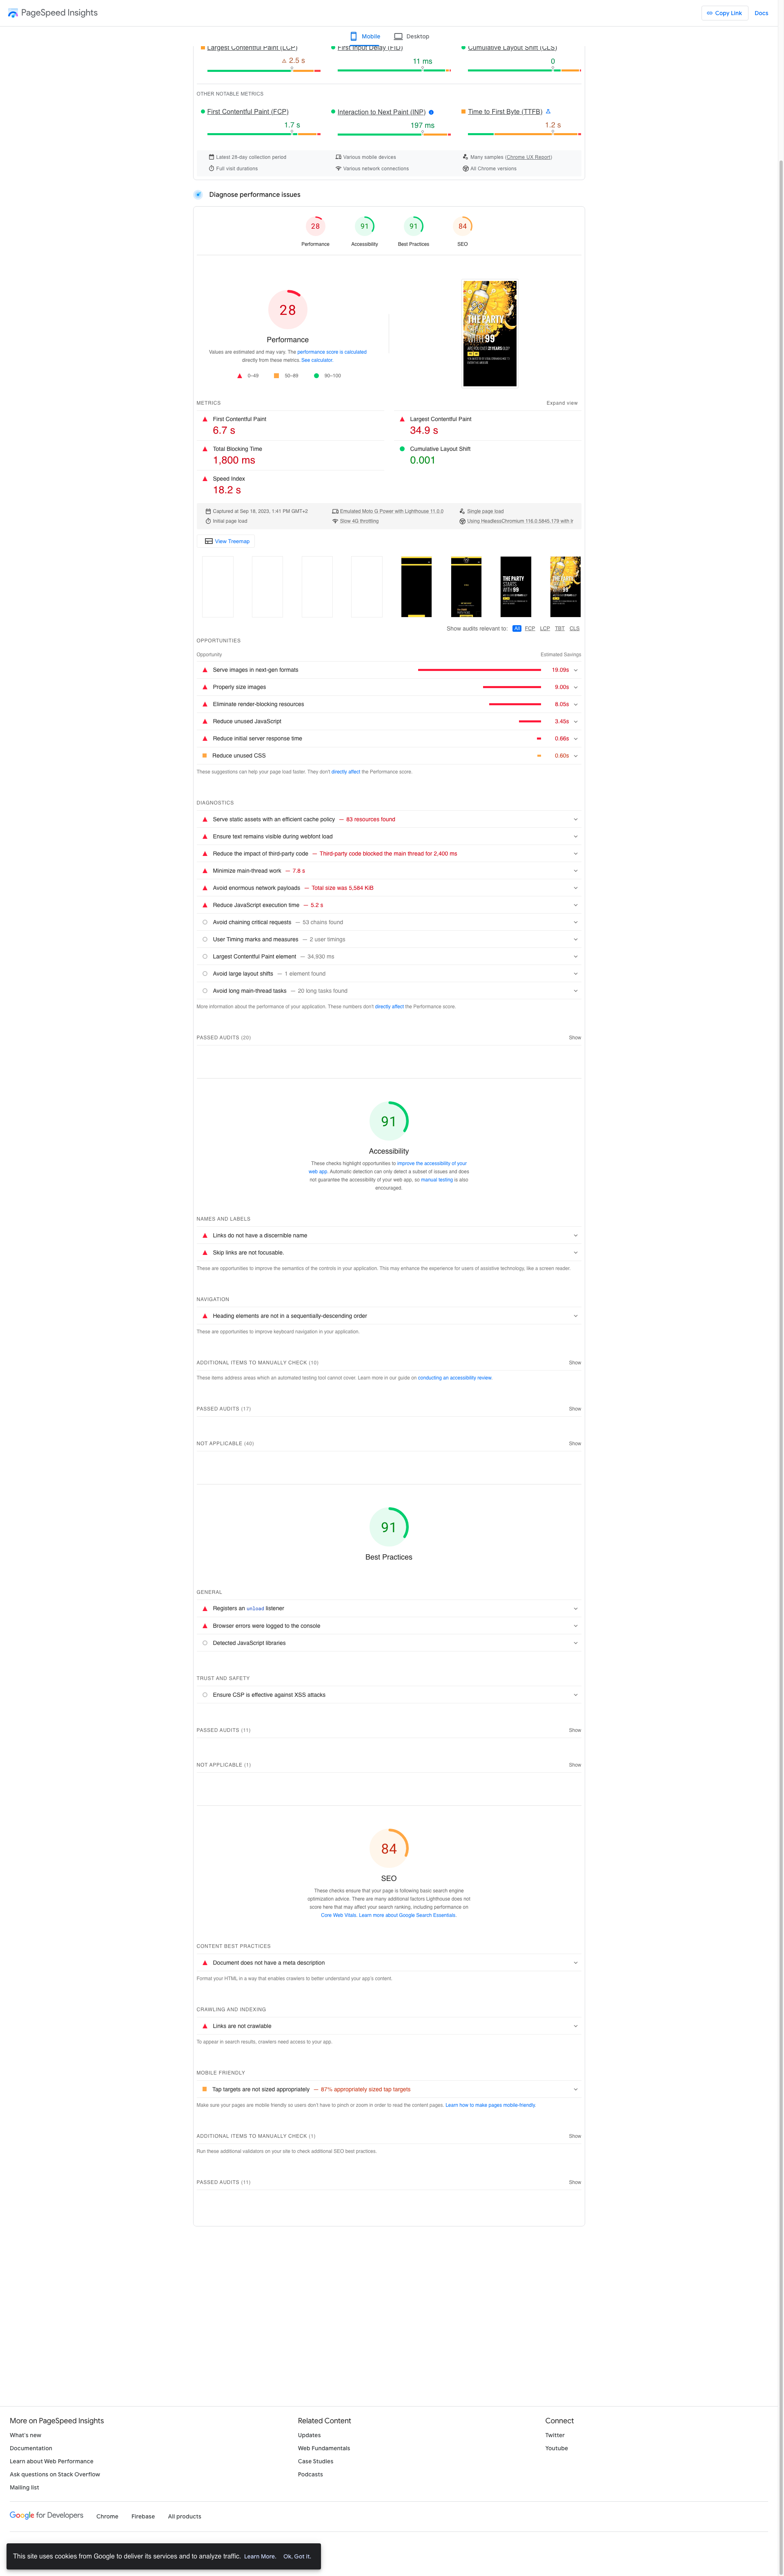 PageSpeed Insights
Copy Link
Docs
Mobile
Desktop
Largest Contentful Paint (LCP)
First Input Delay (FID)
Cumulative Layout Shift (CLS)
2.5 s
11 ms
0
OTHER NOTABLE METRICS
First Contentful Paint (FCP)
Interaction to Next Paint (INP)
Time to First Byte (TTFB)
1.7 s
197 ms
1.2 s
Latest 28-day collection period
Various mobile devices
Many samples (Chrome UX Report)
Full visit durations
Various network connections
All Chrome versions
Diagnose performance issues
28
91
91
84
Performance
Accessibility
Best Practices
SEO
28
Performance
Values are estimated and may vary. The performance score is calculated
directly from these metrics. See calculator.
0–49
50–89
90–100
THE PARTY
WITH 99
METRICS
Expand view
First Contentful Paint
6.7 s
Largest Contentful Paint
34.9 s
Total Blocking Time
1,800 ms
Cumulative Layout Shift
0.001
Speed Index
18.2 s
Captured at Sep 18, 2023, 1:41 PM GMT+2
Emulated Moto G Power with Lighthouse 11.0.0
Single page load
Initial page load
Slow 4G throttling
Using HeadlessChromium 116.0.5845.179 with lr
View Treemap
THE PARTY
STARTS
WITH 99
THE PARTY
STARTS
WITH 99
Show audits relevant to:
All
FCP
LCP
TBT
CLS
OPPORTUNITIES
Opportunity
Estimated Savings
Serve images in next-gen formats
19.09s
Properly size images
9.00s
Eliminate render-blocking resources
8.05s
Reduce unused JavaScript
3.45s
Reduce initial server response time
0.66s
Reduce unused CSS
0.60s
These suggestions can help your page load faster. They don't directly affect the Performance score.
DIAGNOSTICS
Serve static assets with an efficient cache policy — 83 resources found
Ensure text remains visible during webfont load
Reduce the impact of third-party code — Third-party code blocked the main thread for 2,400 ms
Minimize main-thread work — 7.8 s
Avoid enormous network payloads — Total size was 5,584 KiB
Reduce JavaScript execution time — 5.2 s
Avoid chaining critical requests — 53 chains found
User Timing marks and measures — 2 user timings
Largest Contentful Paint element — 34,930 ms
Avoid large layout shifts — 1 element found
Avoid long main-thread tasks — 20 long tasks found
More information about the performance of your application. These numbers don't directly affect the Performance score.
PASSED AUDITS (20)
Show
91
Accessibility
These checks highlight opportunities to improve the accessibility of your
web app. Automatic detection can only detect a subset of issues and does
not guarantee the accessibility of your web app, so manual testing is also
encouraged.
NAMES AND LABELS
Links do not have a discernible name
Skip links are not focusable.
These are opportunities to improve the semantics of the controls in your application. This may enhance the experience for users of assistive technology, like a screen reader.
NAVIGATION
Heading elements are not in a sequentially-descending order
These are opportunities to improve keyboard navigation in your application.
ADDITIONAL ITEMS TO MANUALLY CHECK (10)
Show
These items address areas which an automated testing tool cannot cover. Learn more in our guide on conducting an accessibility review.
PASSED AUDITS (17)
Show
NOT APPLICABLE (40)
Show
91
Best Practices
GENERAL
Registers an unload listener
Browser errors were logged to the console
Detected JavaScript libraries
TRUST AND SAFETY
Ensure CSP is effective against XSS attacks
PASSED AUDITS (11)
Show
NOT APPLICABLE (1)
Show
84
SEO
These checks ensure that your page is following basic search engine
optimization advice. There are many additional factors Lighthouse does not
score here that may affect your search ranking, including performance on
Core Web Vitals. Learn more about Google Search Essentials.
CONTENT BEST PRACTICES
Document does not have a meta description
Format your HTML in a way that enables crawlers to better understand your app's content.
CRAWLING AND INDEXING
Links are not crawlable
To appear in search results, crawlers need access to your app.
MOBILE FRIENDLY
Tap targets are not sized appropriately — 87% appropriately sized tap targets
Make sure your pages are mobile friendly so users don't have to pinch or zoom in order to read the content pages. Learn how to make pages mobile-friendly.
ADDITIONAL ITEMS TO MANUALLY CHECK (1)
Show
Run these additional validators on your site to check additional SEO best practices.
PASSED AUDITS (11)
Show
More on PageSpeed Insights
Related Content
Connect
What's new
Updates
Twitter
Documentation
Web Fundamentals
Youtube
Learn about Web Performance
Case Studies
Ask questions on Stack Overflow
Podcasts
Mailing list
Google for Developers
Chrome
Firebase
All products
This site uses cookies from Google to deliver its services and to analyze traffic. Learn More. Ok, Got it.